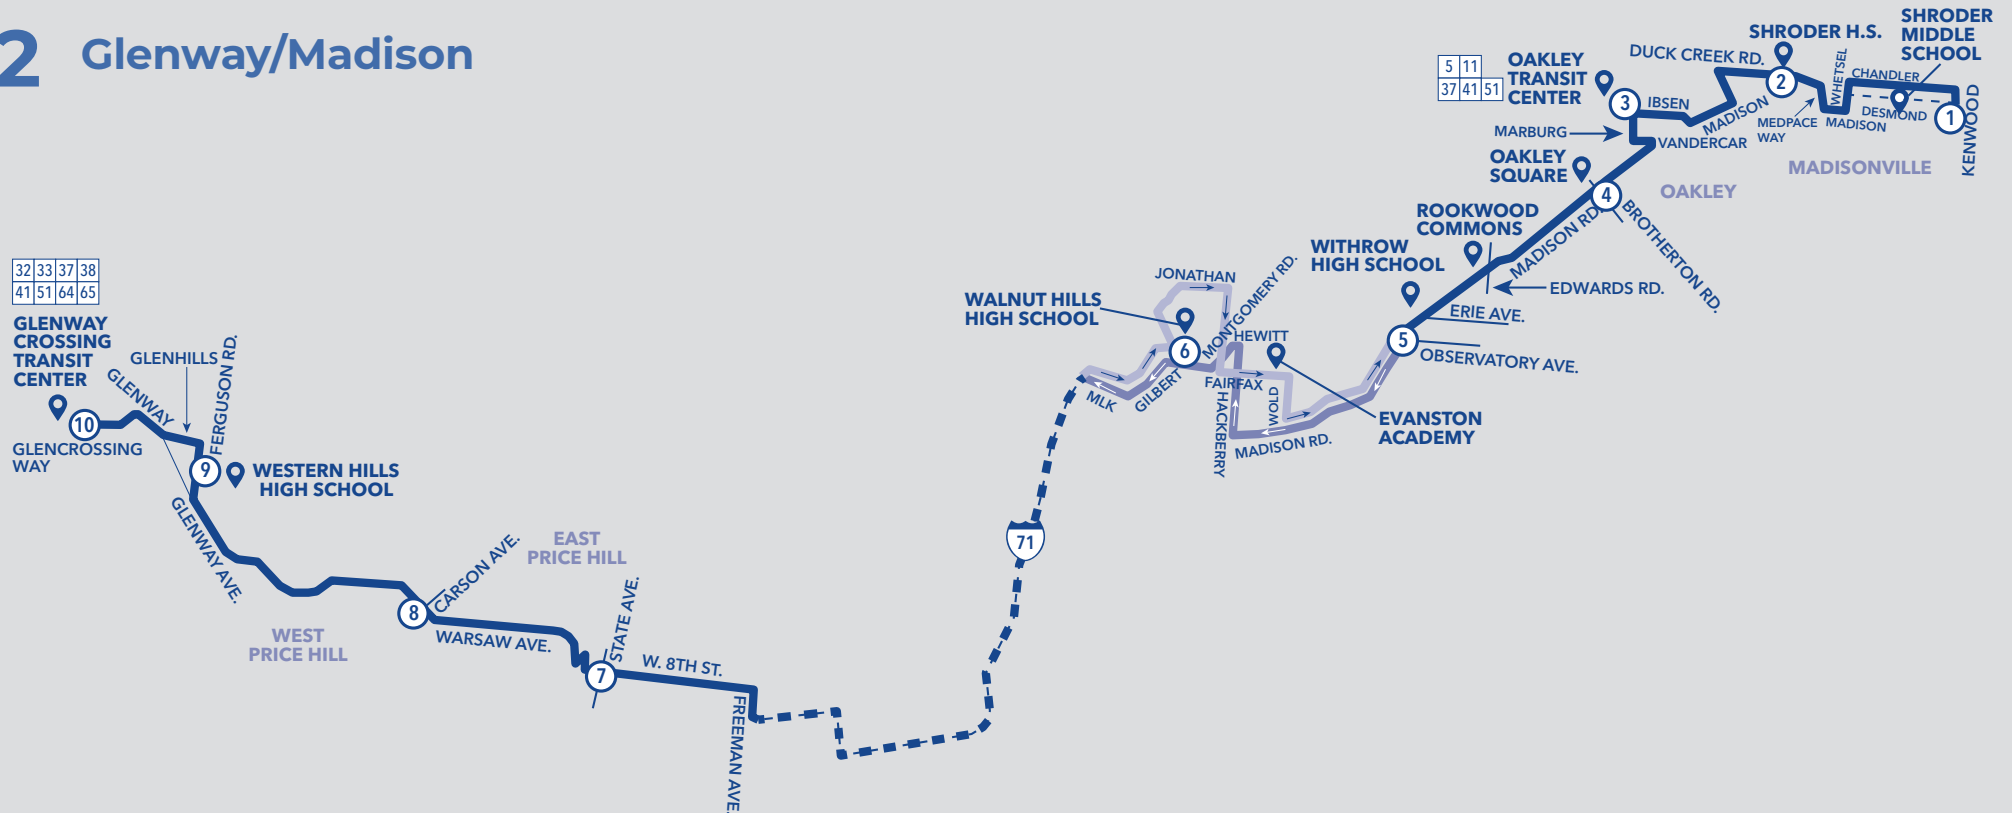 2 Glenway/Madison
SHRODER H.S.
SHRODER
MIDDLE
SCHOOL
DUCK CREEK RD.
WHETSEL
CHANDLER
5 11
37 41 51
OAKLEY
TRANSIT
CENTER
2
3
IBSEN
MADISON
MEDPACE
WAY
MADISON
DESMOND
1
KENWOOD
MARBURG
VANDERCAR
MADISONVILLE
OAKLEY
SQUARE
4
OAKLEY
ROOKWOOD
COMMONS
MADISON RD.
BROTHERTON RD.
WITHROW
HIGH SCHOOL
EDWARDS RD.
ERIE AVE.
5
OBSERVATORY AVE.
JONATHAN
MONTGOMERY RD.
WALNUT HILLS
HIGH SCHOOL
6
HEWITT
FAIRFAX
WOLD
HACKBERRY
MLK
GILBERT
MADISON RD.
EVANSTON
ACADEMY
32 33 37 38
41 51 64 65
GLENWAY
CROSSING
TRANSIT
CENTER
GLENHILLS
FERGUSON RD.
GLENWAY
10
GLENCROSSING
WAY
9
WESTERN HILLS
HIGH SCHOOL
GLENWAY AVE.
71
EAST
PRICE HILL
CARSON AVE.
8
WARSAW AVE.
WEST
PRICE HILL
STATE AVE.
7
W. 8TH ST.
FREEMAN AVE.